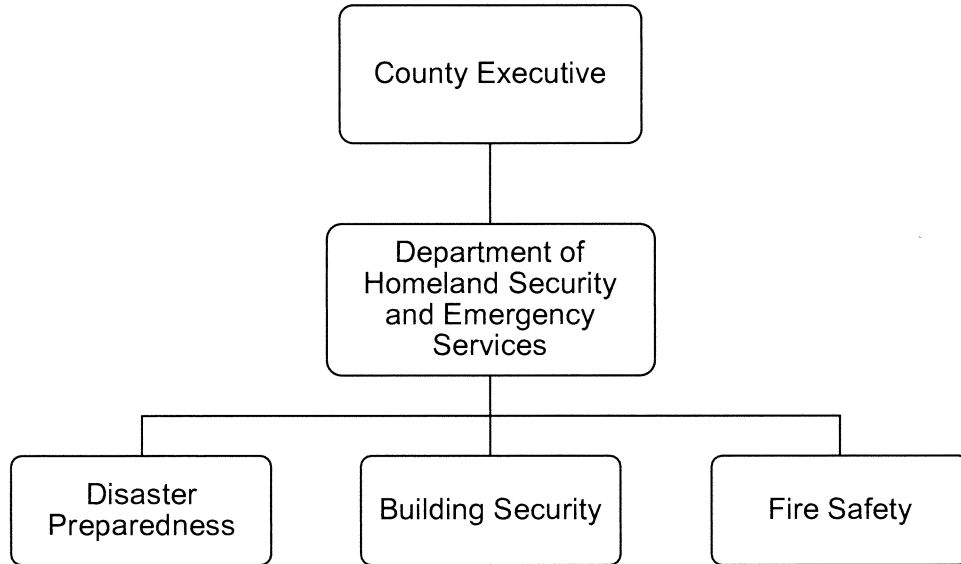 County Executive
Department of
Homeland Security
and Emergency
Services
Disaster
Preparedness
Building Security
Fire Safety